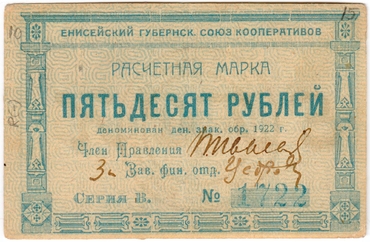 ЕНИСЕЙСКИЙ ГУБЕРНСК. СОЮЗ КООПЕРАТИВОВ
РАСЧЕТНАЯ МАРКА
ПЯТЬДЕСЯТ РУБЛЕЙ
деноминован. ден. знак. обр. 1922 г.
Член Правления
За Зав. фин. отд.
Серия Б. № 1722